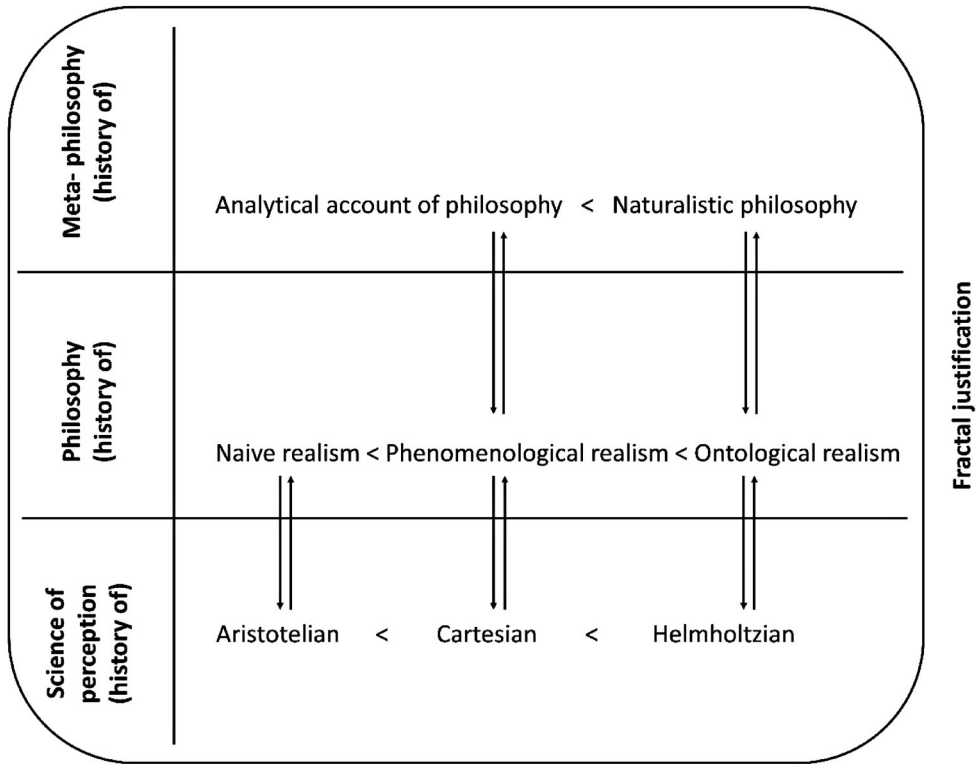 Meta- philosophy
(history of)
Analytical account of philosophy < Naturalistic philosophy
Philosophy
(history of)
Naive realism < Phenomenological realism < Ontological realism
Science of
perception
(history of)
Aristotelian < Cartesian < Helmholtzian
Fractal justification